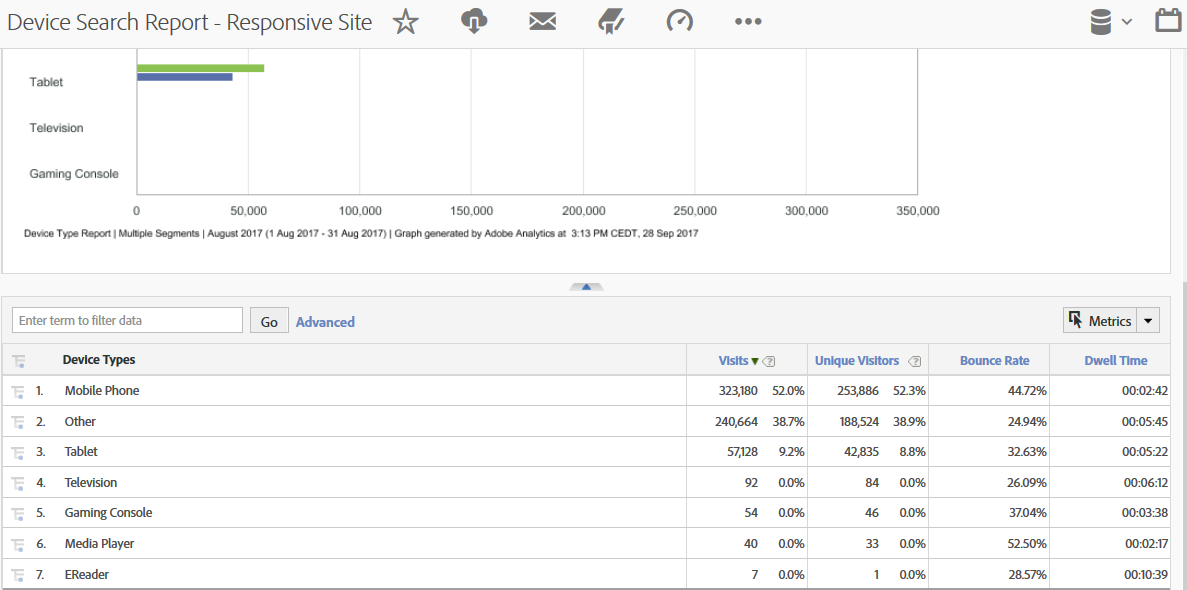 Device Search Report - Responsive Site
Tablet
Television
Gaming Console
0 50,000 100,000 150,000 200,000 250,000 300,000 350,000
Device Type Report | Multiple Segments | August 2017 (1 Aug 2017 - 31 Aug 2017) | Graph generated by Adobe Analytics at 3:13 PM CEDT, 28 Sep 2017
Enter term to filter data Go Advanced Metrics
Device Types Visits ▼ ? Unique Visitors ? Bounce Rate Dwell Time
1. Mobile Phone 323,180 52.0% 253,886 52.3% 44.72% 00:02:42
2. Other 240,664 38.7% 188,524 38.9% 24.94% 00:05:45
3. Tablet 57,128 9.2% 42,835 8.8% 32.63% 00:05:22
4. Television 92 0.0% 84 0.0% 26.09% 00:06:12
5. Gaming Console 54 0.0% 46 0.0% 37.04% 00:03:38
6. Media Player 40 0.0% 33 0.0% 52.50% 00:02:17
7. EReader 7 0.0% 1 0.0% 28.57% 00:10:39